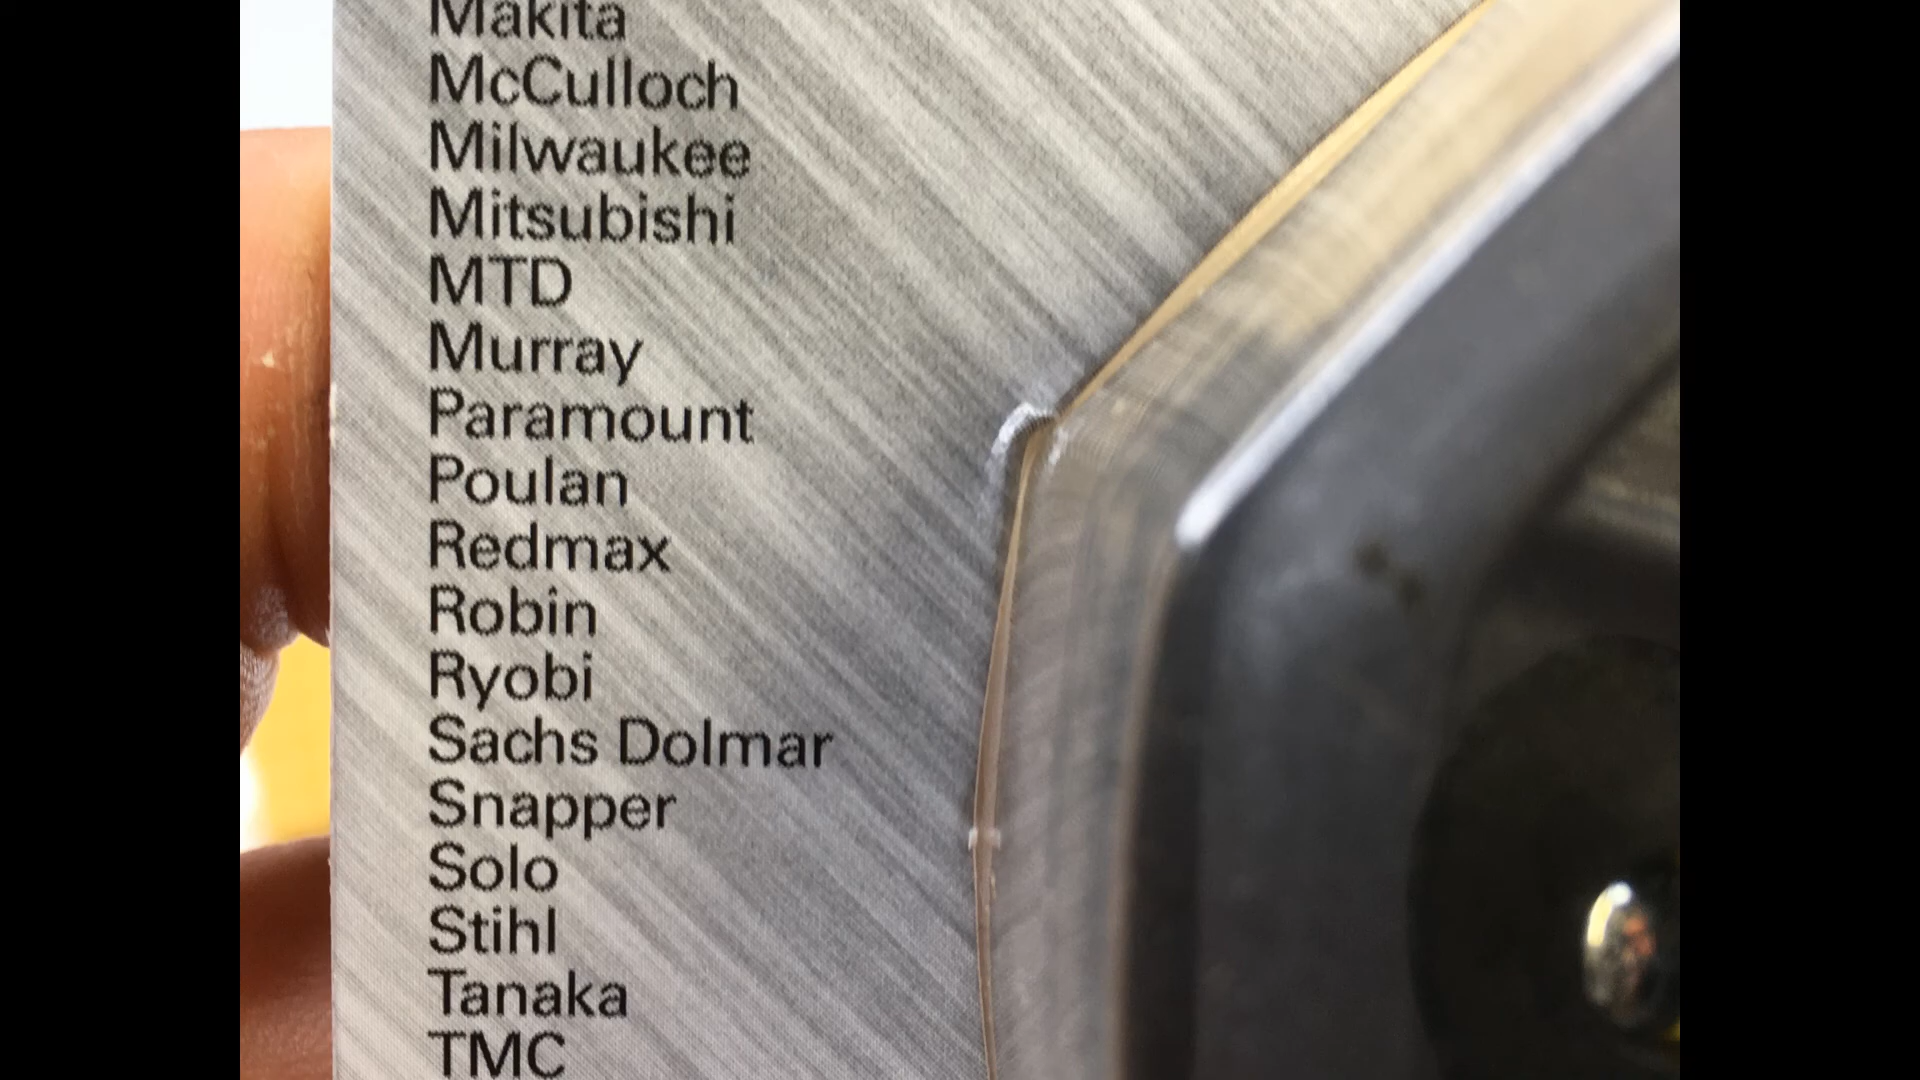 Makita
McCulloch
Milwaukee
Mitsubishi
MTD
Murray
Paramount
Poulan
Redmax
Robin
Ryobi
Sachs Dolmar
Snapper
Solo
Stihl
Tanaka
TMC